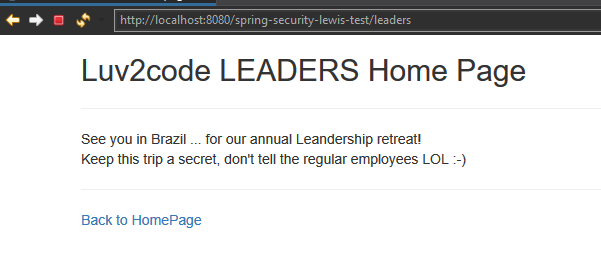 http://localhost:8080/spring-security-lewis-test/leaders
Luv2code LEADERS Home Page
See you in Brazil ... for our annual Leandership retreat!
Keep this trip a secret, don't tell the regular employees LOL :-)
Back to HomePage